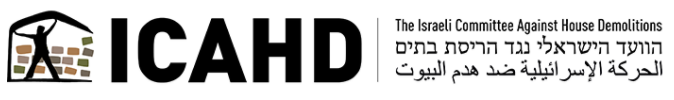 ICAHD
The Israeli Committee Against House Demolitions
הוועד הישראלי נגד הריסת בתים
الحركة الإسرائيلية ضد هدم البيوت